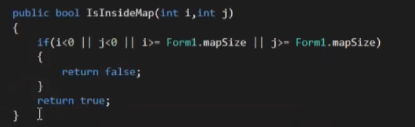 public bool IsInsideMap(int i,int j)
{
if(i<0 || j<0 || i>= Form1.mapSize || j>= Form1.mapSize)
{
return false;
}
return true;
}